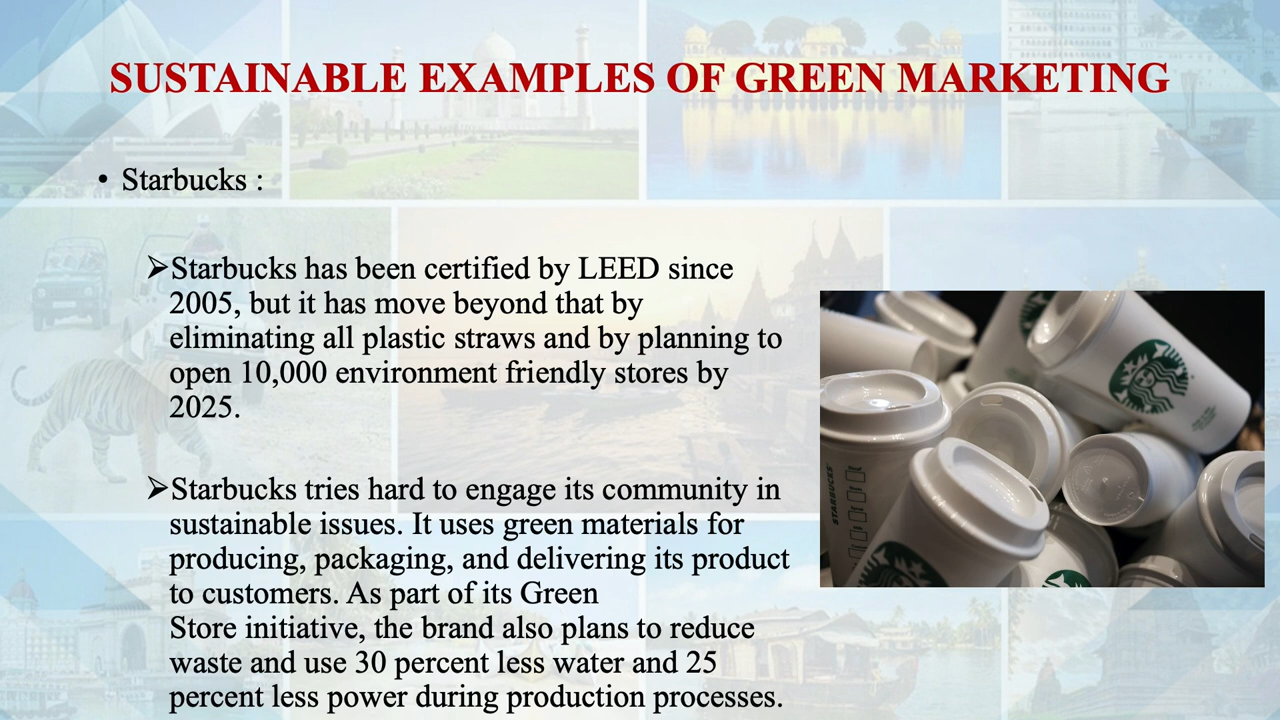 SUSTAINABLE EXAMPLES OF GREEN MARKETING
• Starbucks :
➢Starbucks has been certified by LEED since
2005, but it has move beyond that by
eliminating all plastic straws and by planning to
open 10,000 environment friendly stores by
2025.
➢Starbucks tries hard to engage its community in
sustainable issues. It uses green materials for
producing, packaging, and delivering its product
to customers. As part of its Green
Store initiative, the brand also plans to reduce
waste and use 30 percent less water and 25
percent less power during production processes.
STARBUCKS